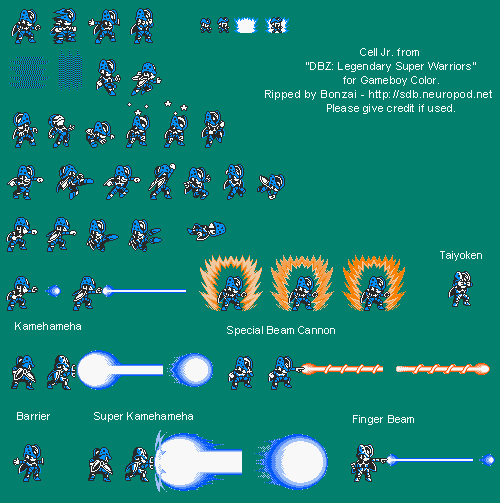 Cell Jr. from
"DBZ: Legendary Super Warriors"
for Gameboy Color.
Ripped by Bonzai - http://sdb.neuropod.net
Please give credit if used.
Taiyoken
Kamehameha
Special Beam Cannon
Barrier
Super Kamehameha
Finger Beam